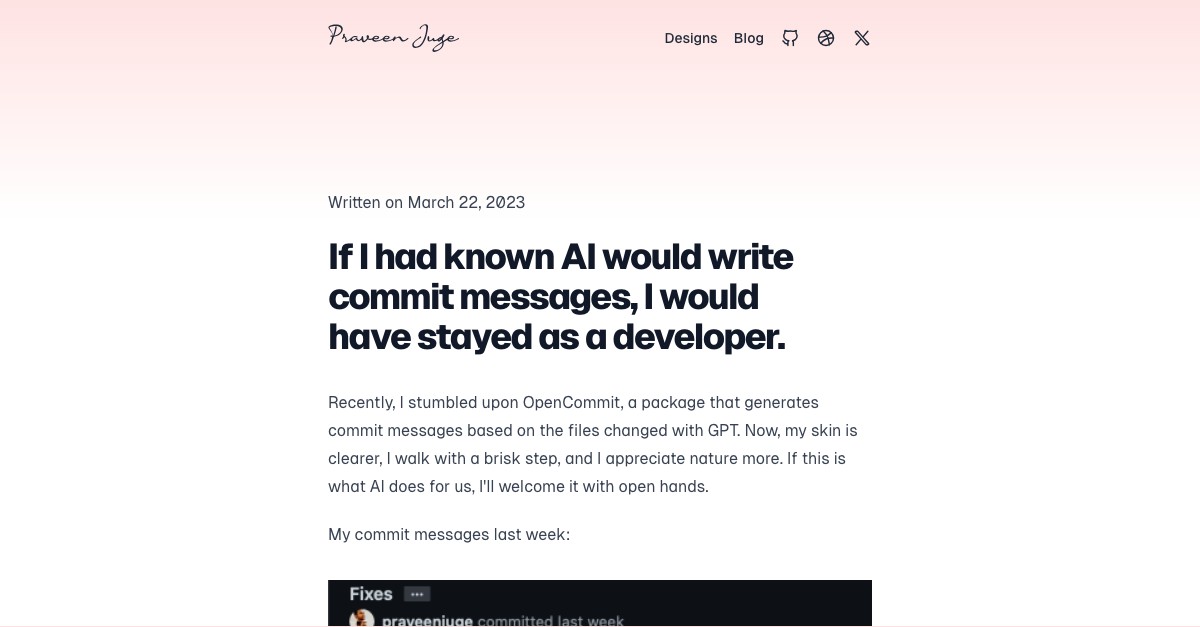 Praveen Juge
Designs Blog
Written on March 22, 2023
If I had known AI would write
commit messages, I would
have stayed as a developer.
Recently, I stumbled upon OpenCommit, a package that generates
commit messages based on the files changed with GPT. Now, my skin is
clearer, I walk with a brisk step, and I appreciate nature more. If this is
what AI does for us, I'll welcome it with open hands.
My commit messages last week:
Fixes
praveenjuge committed last week